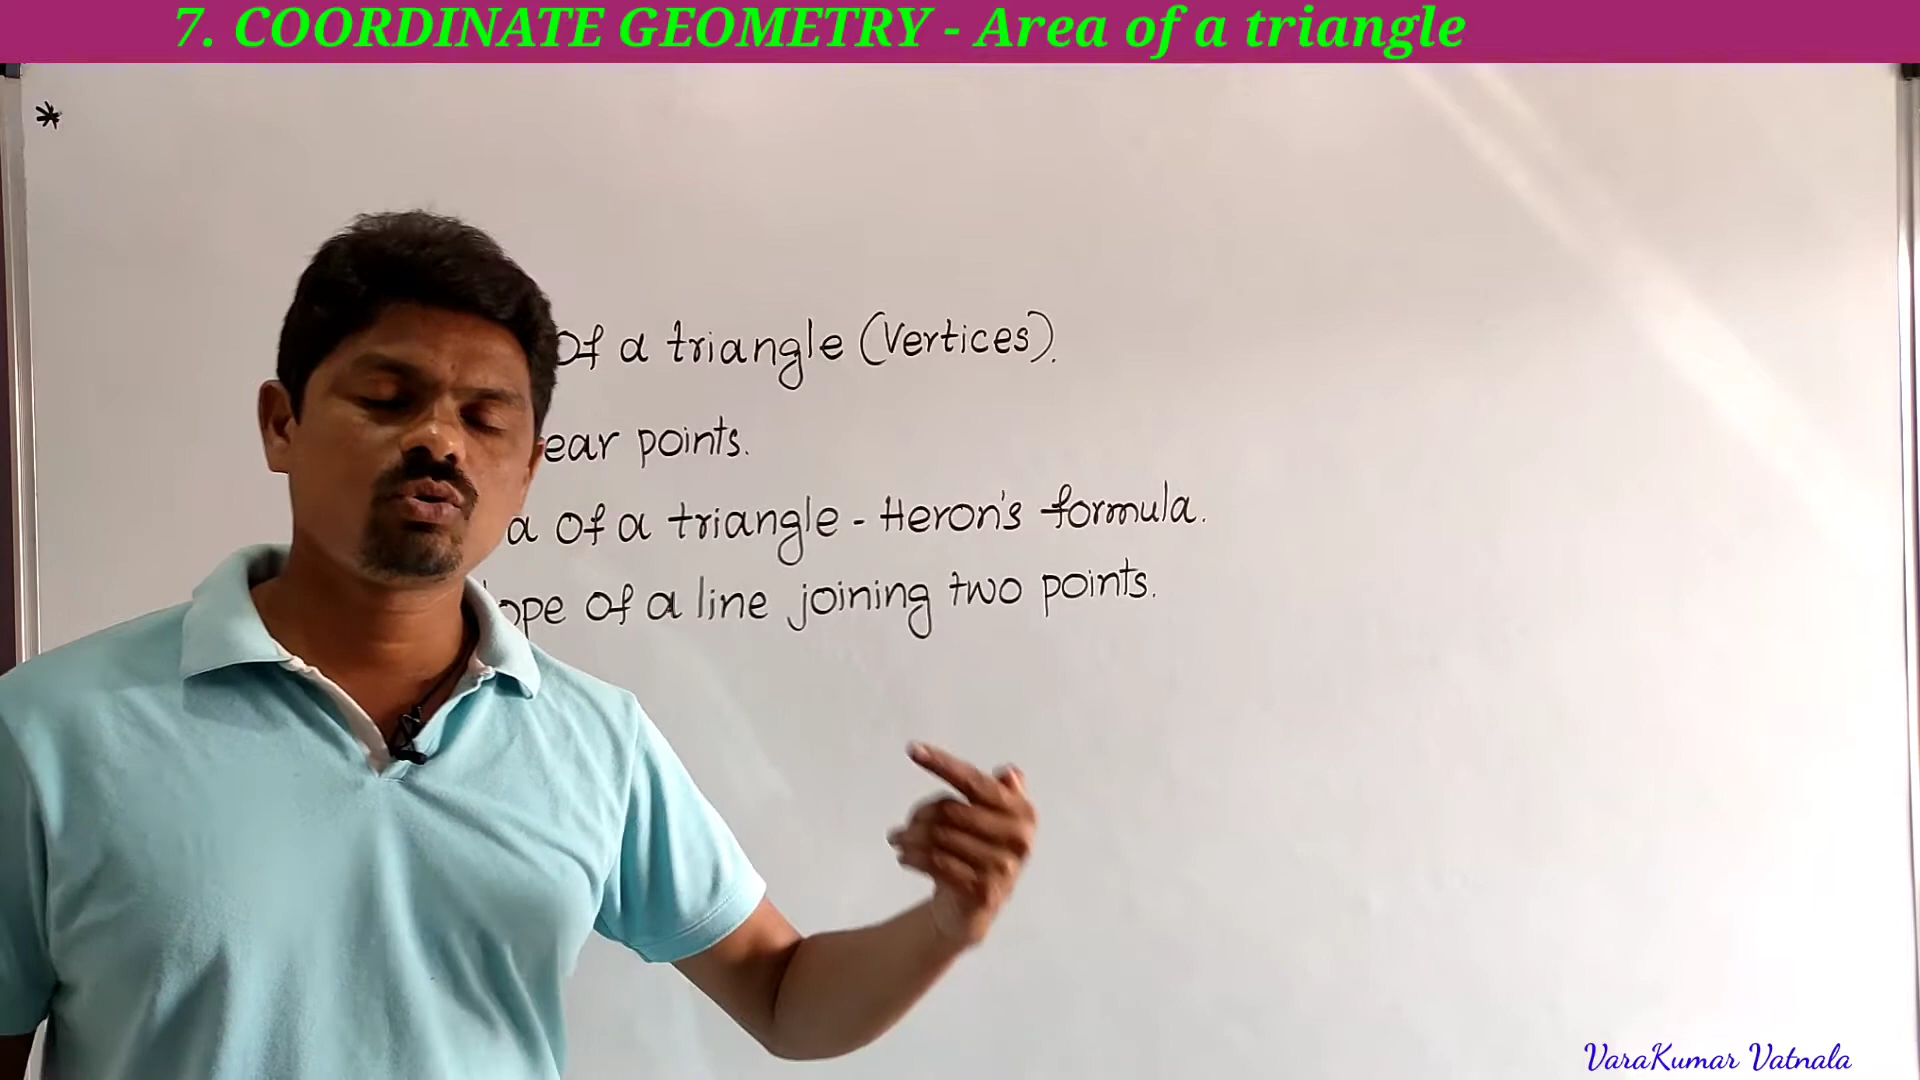 7. COORDINATE GEOMETRY - Area of a triangle
*
Of a triangle (Vertices).
ear points.
a of a triangle - Heron's formula.
ope of a line joining two points.
VaraKumar Vatnala